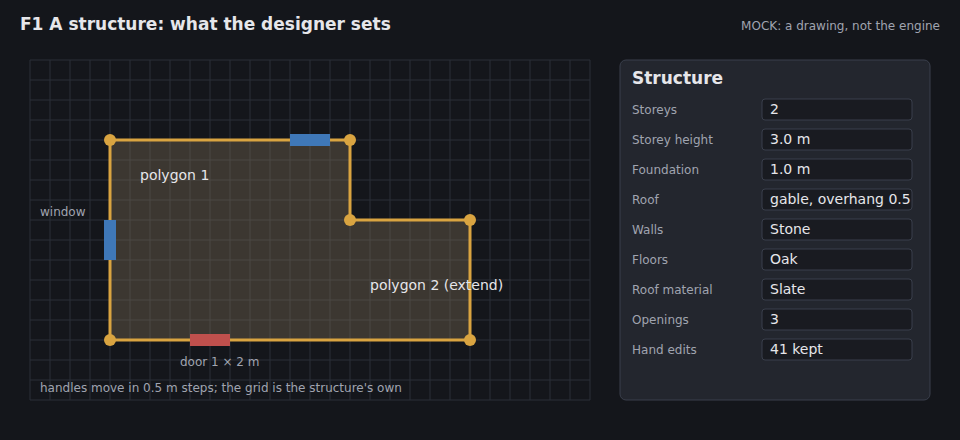 F1 A structure: what the designer sets
MOCK: a drawing, not the engine
polygon 1
window
polygon 2 (extend)
door 1 × 2 m
handles move in 0.5 m steps; the grid is the structure's own
Structure
Storeys 2
Storey height 3.0 m
Foundation 1.0 m
Roof gable, overhang 0.5
Walls Stone
Floors Oak
Roof material Slate
Openings 3
Hand edits 41 kept